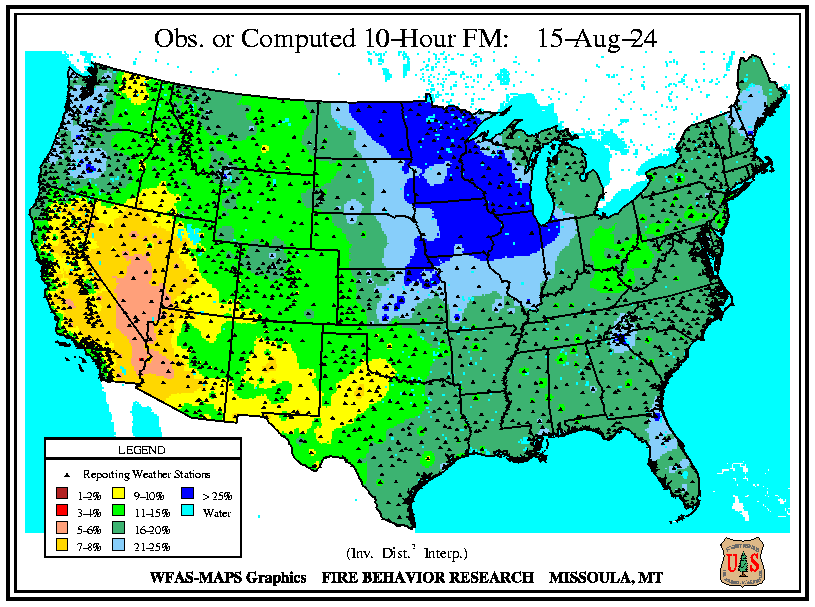 Obs. or Computed 10-Hour FM: 15-Aug-24
LEGEND
Reporting Weather Stations
1-2% 9-10% > 25%
3-4% 11-15% Water
5-6% 16-20%
7-8% 21-25%
(Inv. Dist.² Interp.)
WFAS-MAPS Graphics FIRE BEHAVIOR RESEARCH MISSOULA, MT
U S